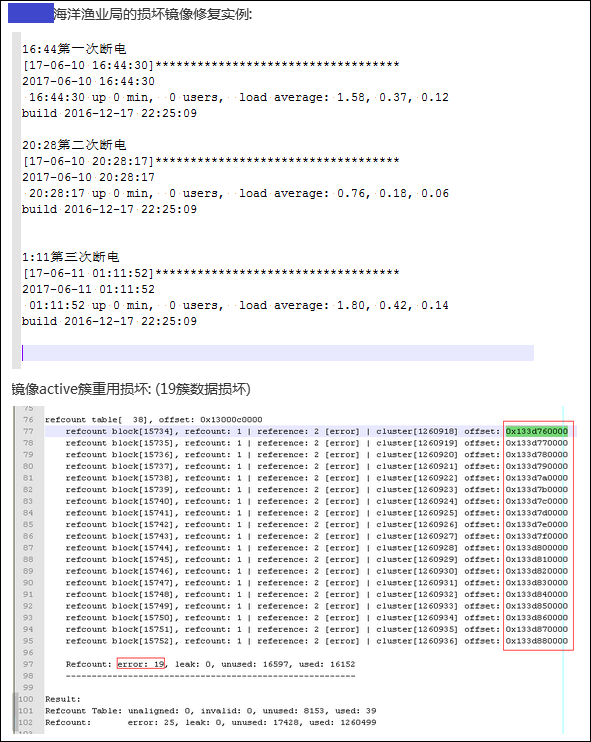 海洋渔业局的损坏镜像修复实例:
16:44第一次断电
[17-06-10 16:44:30]***********************************
2017-06-10 16:44:30
16:44:30 up 0 min, 0 users, load average: 1.58, 0.37, 0.12
build 2016-12-17 22:25:09
20:28第二次断电
[17-06-10 20:28:17]***********************************
2017-06-10 20:28:17
20:28:17 up 0 min, 0 users, load average: 0.76, 0.18, 0.06
build 2016-12-17 22:25:09
1:11第三次断电
[17-06-11 01:11:52]***********************************
2017-06-11 01:11:52
01:11:52 up 0 min, 0 users, load average: 1.80, 0.42, 0.14
build 2016-12-17 22:25:09
镜像active簇重用损坏: (19簇数据损坏)
75
76 refcount table[ 38], offset: 0x13000c0000
77 refcount block[15734], refcount: 1 | reference: 2 [error] | cluster[1260918] offset: 0x133d760000
78 refcount block[15735], refcount: 1 | reference: 2 [error] | cluster[1260919] offset: 0x133d770000
79 refcount block[15736], refcount: 1 | reference: 2 [error] | cluster[1260920] offset: 0x133d780000
80 refcount block[15737], refcount: 1 | reference: 2 [error] | cluster[1260921] offset: 0x133d790000
81 refcount block[15738], refcount: 1 | reference: 2 [error] | cluster[1260922] offset: 0x133d7a0000
82 refcount block[15739], refcount: 1 | reference: 2 [error] | cluster[1260923] offset: 0x133d7b0000
83 refcount block[15740], refcount: 1 | reference: 2 [error] | cluster[1260924] offset: 0x133d7c0000
84 refcount block[15741], refcount: 1 | reference: 2 [error] | cluster[1260925] offset: 0x133d7d0000
85 refcount block[15742], refcount: 1 | reference: 2 [error] | cluster[1260926] offset: 0x133d7e0000
86 refcount block[15743], refcount: 1 | reference: 2 [error] | cluster[1260927] offset: 0x133d7f0000
87 refcount block[15744], refcount: 1 | reference: 2 [error] | cluster[1260928] offset: 0x133d800000
88 refcount block[15745], refcount: 1 | reference: 2 [error] | cluster[1260929] offset: 0x133d810000
89 refcount block[15746], refcount: 1 | reference: 2 [error] | cluster[1260930] offset: 0x133d820000
90 refcount block[15747], refcount: 1 | reference: 2 [error] | cluster[1260931] offset: 0x133d830000
91 refcount block[15748], refcount: 1 | reference: 2 [error] | cluster[1260932] offset: 0x133d840000
92 refcount block[15749], refcount: 1 | reference: 2 [error] | cluster[1260933] offset: 0x133d850000
93 refcount block[15750], refcount: 1 | reference: 2 [error] | cluster[1260934] offset: 0x133d860000
94 refcount block[15751], refcount: 1 | reference: 2 [error] | cluster[1260935] offset: 0x133d870000
95 refcount block[15752], refcount: 1 | reference: 2 [error] | cluster[1260936] offset: 0x133d880000
96
97 Refcount: error: 19, leak: 0, unused: 16597, used: 16152
98 --------------------------------------------------------
99
100 Result:
101 Refcount Table: unaligned: 0, invalid: 0, unused: 8153, used: 39
102 Refcount: error: 25, leak: 0, unused: 17428, used: 1260499